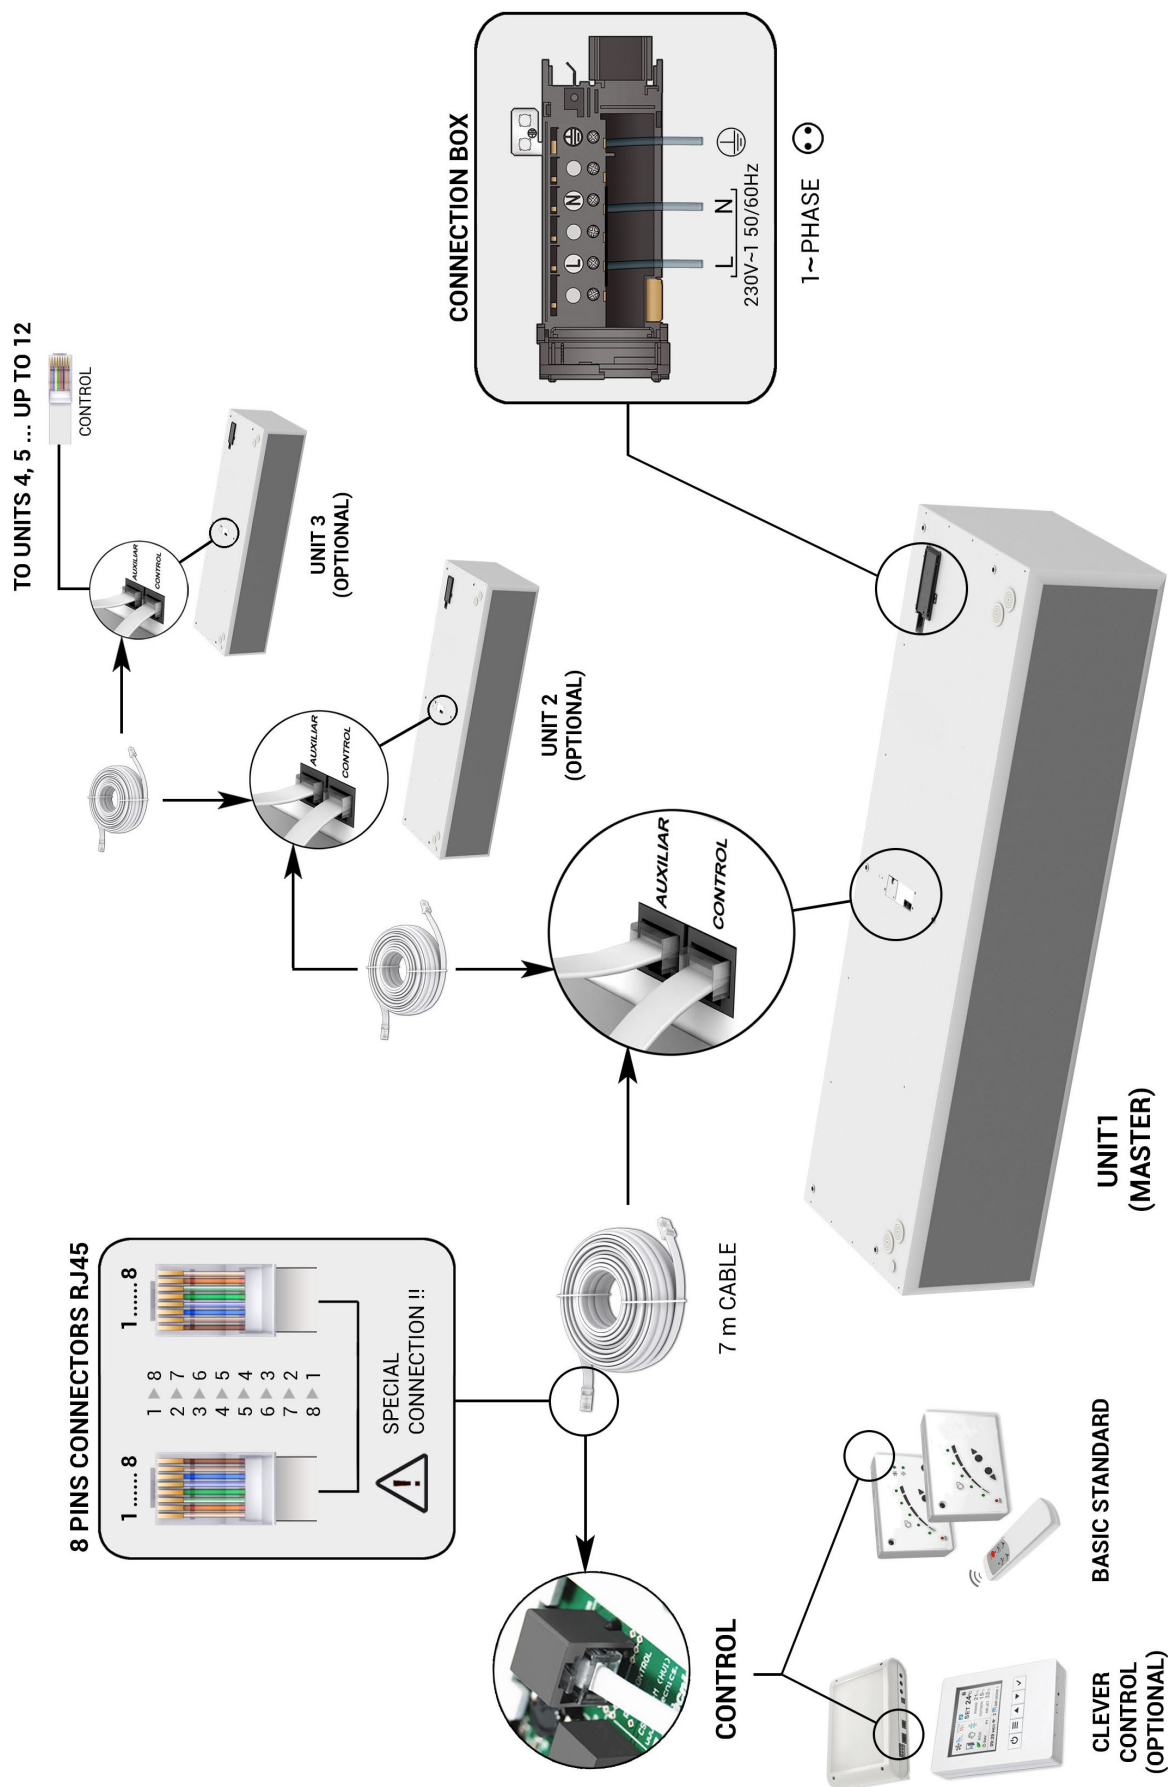 8 PINS CONNECTORS RJ45
1......8
1......8
1 ▶ 8
2 ▶ 7
3 ▶ 6
4 ▶ 5
5 ▶ 4
6 ▶ 3
7 ▶ 2
8 ▶ 1
!
SPECIAL
CONNECTION !!
TO UNITS 4, 5 ... UP TO 12
CONTROL
AUXILIAR
CONTROL
UNIT 3
(OPTIONAL)
AUXILIAR
CONTROL
UNIT 2
(OPTIONAL)
AUXILIAR
CONTROL
CONNECTION BOX
L
N
L
N
230V~1 50/60Hz
1~PHASE
7 m CABLE
CONTROL
SET 24
CLEVER
CONTROL
(OPTIONAL)
BASIC STANDARD
UNIT1
(MASTER)